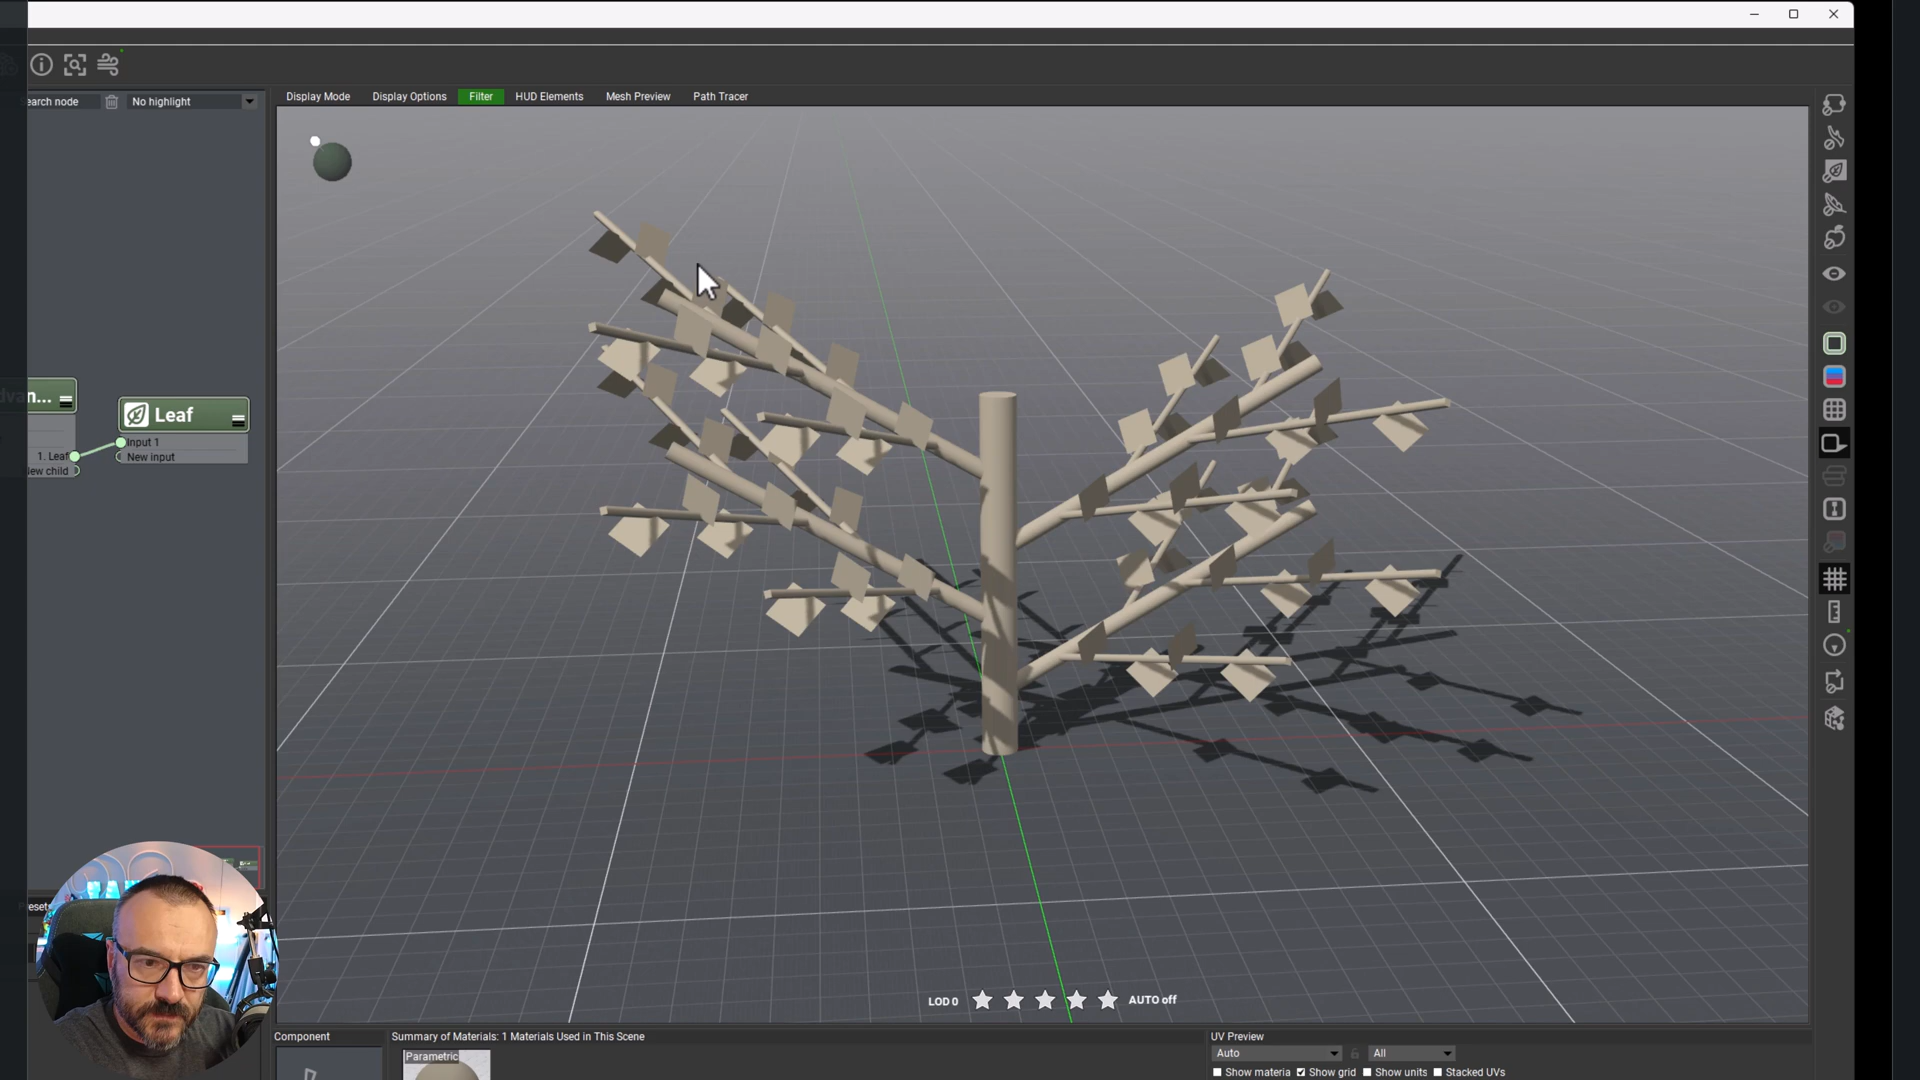 earch node
No highlight
Display Mode
Display Options
Filter
HUD Elements
Mesh Preview
Path Tracer
Leaf
Input 1
New input
1. Leaf
LOD 0
AUTO off
Component
Summary of Materials: 1 Materials Used in This Scene
Parametric
UV Preview
Auto
All
Show materia
Show grid
Show units
Stacked UVs